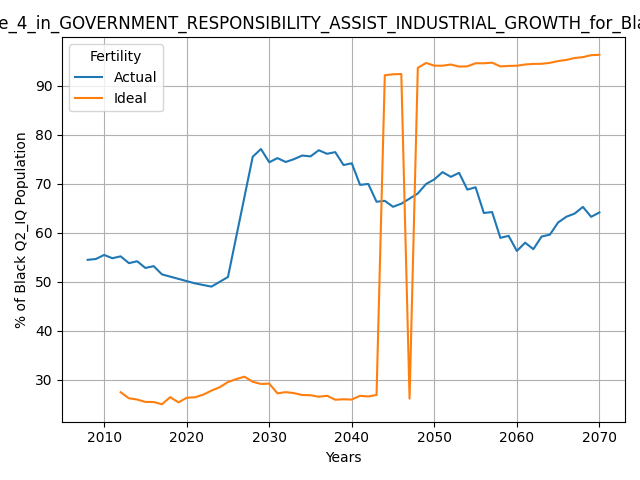 e_4_in_GOVERNMENT_RESPONSIBILITY_ASSIST_INDUSTRIAL_GROWTH_for_Bla
Fertility
Actual
Ideal
% of Black Q2_IQ Population
90
80
70
60
50
40
30
2010
2020
2030
2040
2050
2060
2070
Years